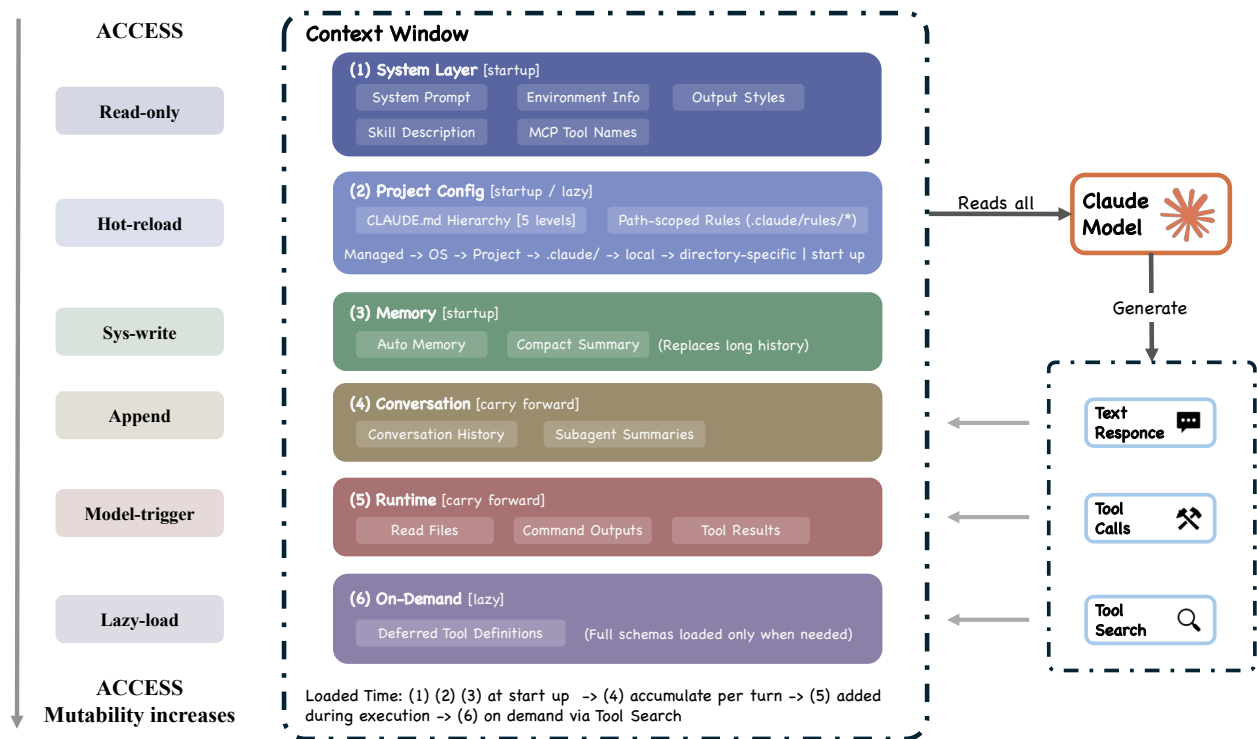 ACCESS
Read-only
Hot-reload
Sys-write
Append
Model-trigger
Lazy-load
ACCESS
Mutability increases
Context Window
(1) System Layer [startup]
System Prompt
Environment Info
Output Styles
Skill Description
MCP Tool Names
(2) Project Config [startup / lazy]
CLAUDE.md Hierarchy [5 levels]
Path-scoped Rules (.claude/rules/*)
Managed -> OS -> Project -> .claude/ -> local -> directory-specific | start up
(3) Memory [startup]
Auto Memory
Compact Summary
(Replaces long history)
(4) Conversation [carry forward]
Conversation History
Subagent Summaries
(5) Runtime [carry forward]
Read Files
Command Outputs
Tool Results
(6) On-Demand [lazy]
Deferred Tool Definitions
(Full schemas loaded only when needed)
Loaded Time: (1) (2) (3) at start up -> (4) accumulate per turn -> (5) added
during execution -> (6) on demand via Tool Search
Reads all
Claude
Model
Generate
Text
Responce
Tool
Calls
Tool
Search